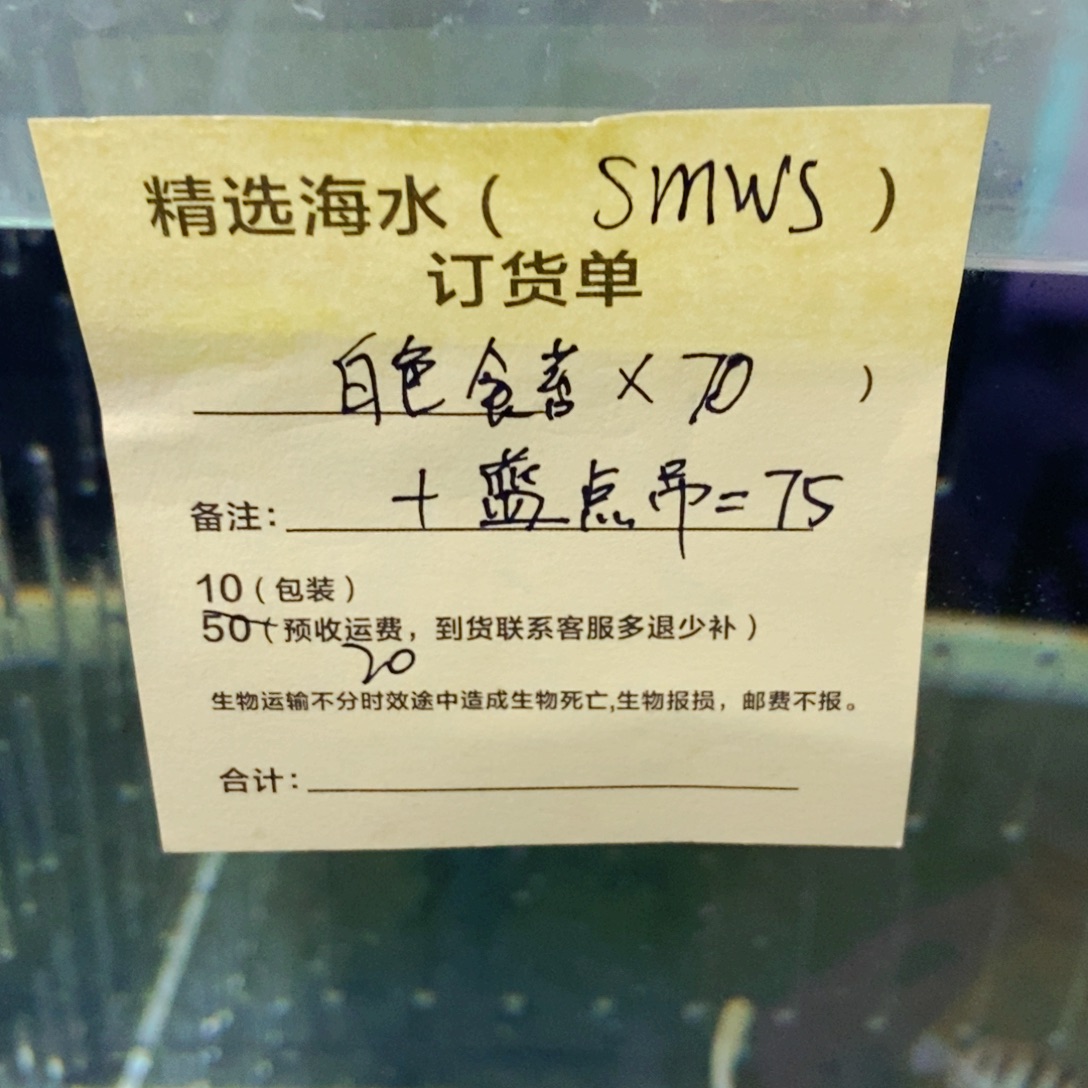 精选海水( SMWS )
订货单
白色 × 70 )
备注: + 蓝点吊=75
10(包装)
50(预收运费,到货联系客服多退少补)
20
生物运输不分时效途中造成生物死亡,生物报损,邮费不报。
合计: